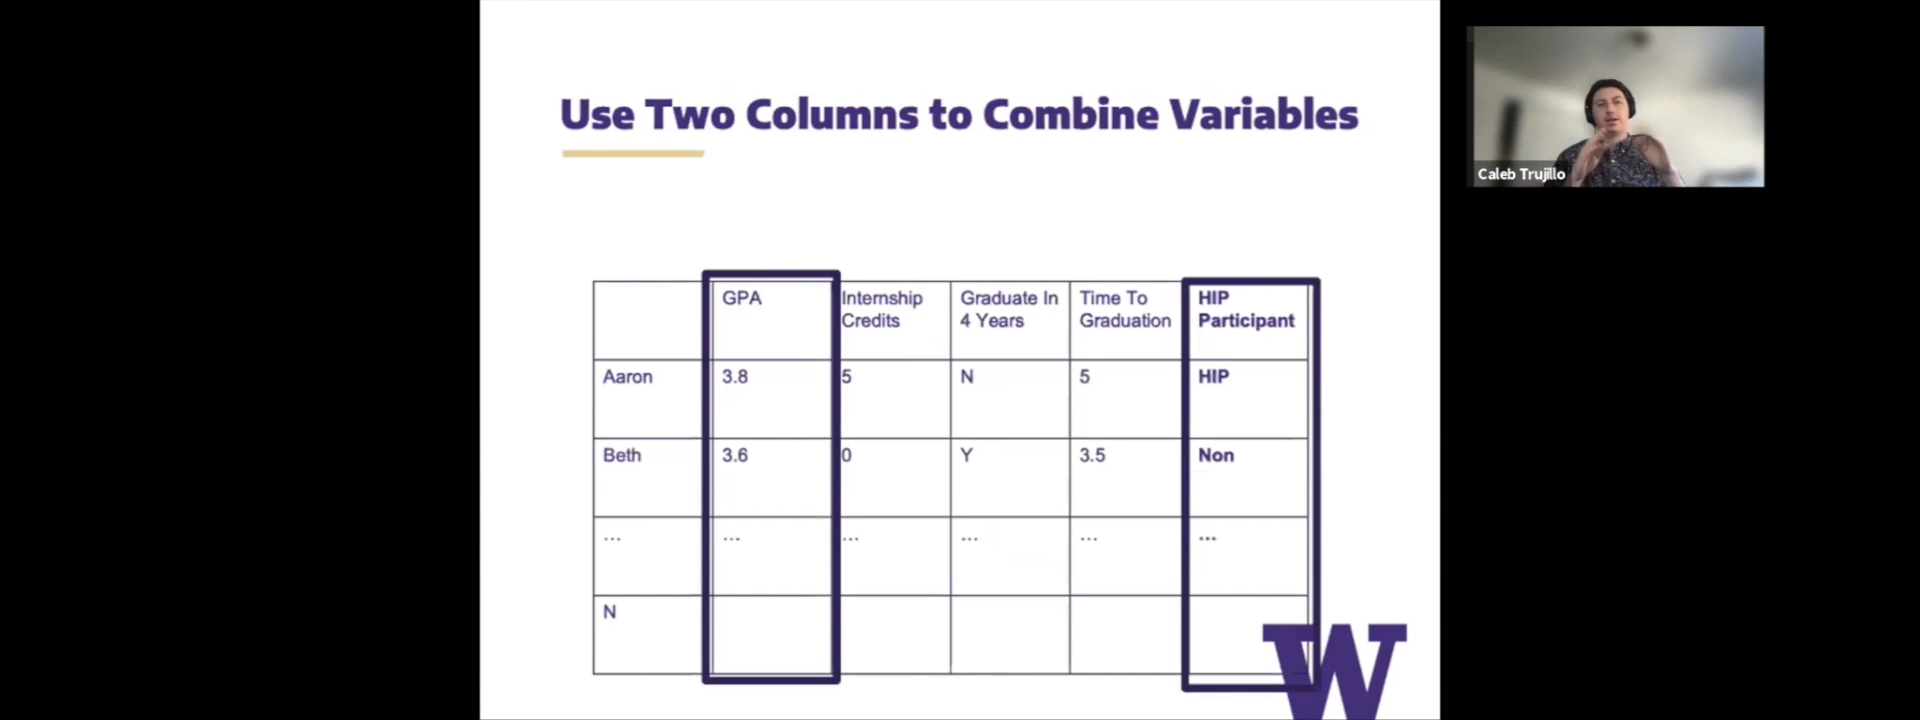 Use Two Columns to Combine Variables
Caleb Trujillo
GPA
Internship Credits
Graduate In 4 Years
Time To Graduation
HIP Participant
Aaron 3.8 5 N 5 HIP
Beth 3.6 0 Y 3.5 Non
... ... ... ... ... ...
N
W